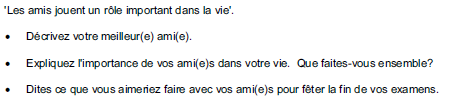 'Les amis jouent un rôle important dans la vie'.
• Décrivez votre meilleur(e) ami(e).
• Expliquez l'importance de vos ami(e)s dans votre vie. Que faites-vous ensemble?
• Dites ce que vous aimeriez faire avec vos ami(e)s pour fêter la fin de vos examens.